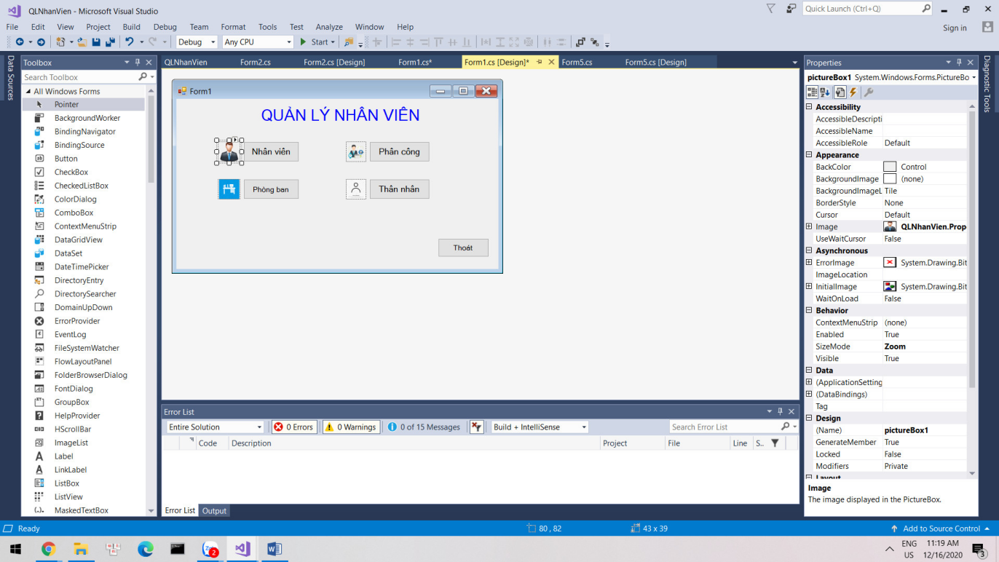 QLNhanVien - Microsoft Visual Studio
Quick Launch (Ctrl+Q)
File Edit View Project Build Debug Team Format Tools Test Analyze Window Help
Sign in
Debug Any CPU Start
Data Sources
Toolbox
Search Toolbox
All Windows Forms
Pointer
BackgroundWorker
BindingNavigator
BindingSource
Button
CheckBox
CheckedListBox
ColorDialog
ComboBox
ContextMenuStrip
DataGridView
DataSet
DateTimePicker
DirectoryEntry
DirectorySearcher
DomainUpDown
ErrorProvider
EventLog
FileSystemWatcher
FlowLayoutPanel
FolderBrowserDialog
FontDialog
GroupBox
HelpProvider
HScrollBar
ImageList
Label
LinkLabel
ListBox
ListView
MaskedTextBox
QLNhanVien Form2.cs Form2.cs [Design] Form1.cs* Form1.cs [Design]* Form5.cs Form5.cs [Design]
Form1
QUẢN LÝ NHÂN VIÊN
Nhân viên Phân công
Phòng ban Thân nhân
Thoát
Error List
Entire Solution 0 Errors 0 Warnings 0 of 15 Messages Build + IntelliSense Search Error List
Code Description Project File Line S..
Error List Output
Properties
pictureBox1 System.Windows.Forms.PictureBo
Accessibility
AccessibleDescripti
AccessibleName
AccessibleRole Default
Appearance
BackColor Control
BackgroundImage (none)
BackgroundImageL Tile
BorderStyle None
Cursor Default
Image QLNhanVien.Prop
UseWaitCursor False
Asynchronous
ErrorImage System.Drawing.Bit
ImageLocation
InitialImage System.Drawing.Bit
WaitOnLoad False
Behavior
ContextMenuStrip (none)
Enabled True
SizeMode Zoom
Visible True
Data
(ApplicationSetting
(DataBindings)
Tag
Design
(Name) pictureBox1
GenerateMember True
Locked False
Modifiers Private
Layout
Image
The image displayed in the PictureBox.
Diagnostic Tools
Ready 80 , 82 43 x 39 Add to Source Control
2
ENG 11:19 AM
US 12/16/2020 3